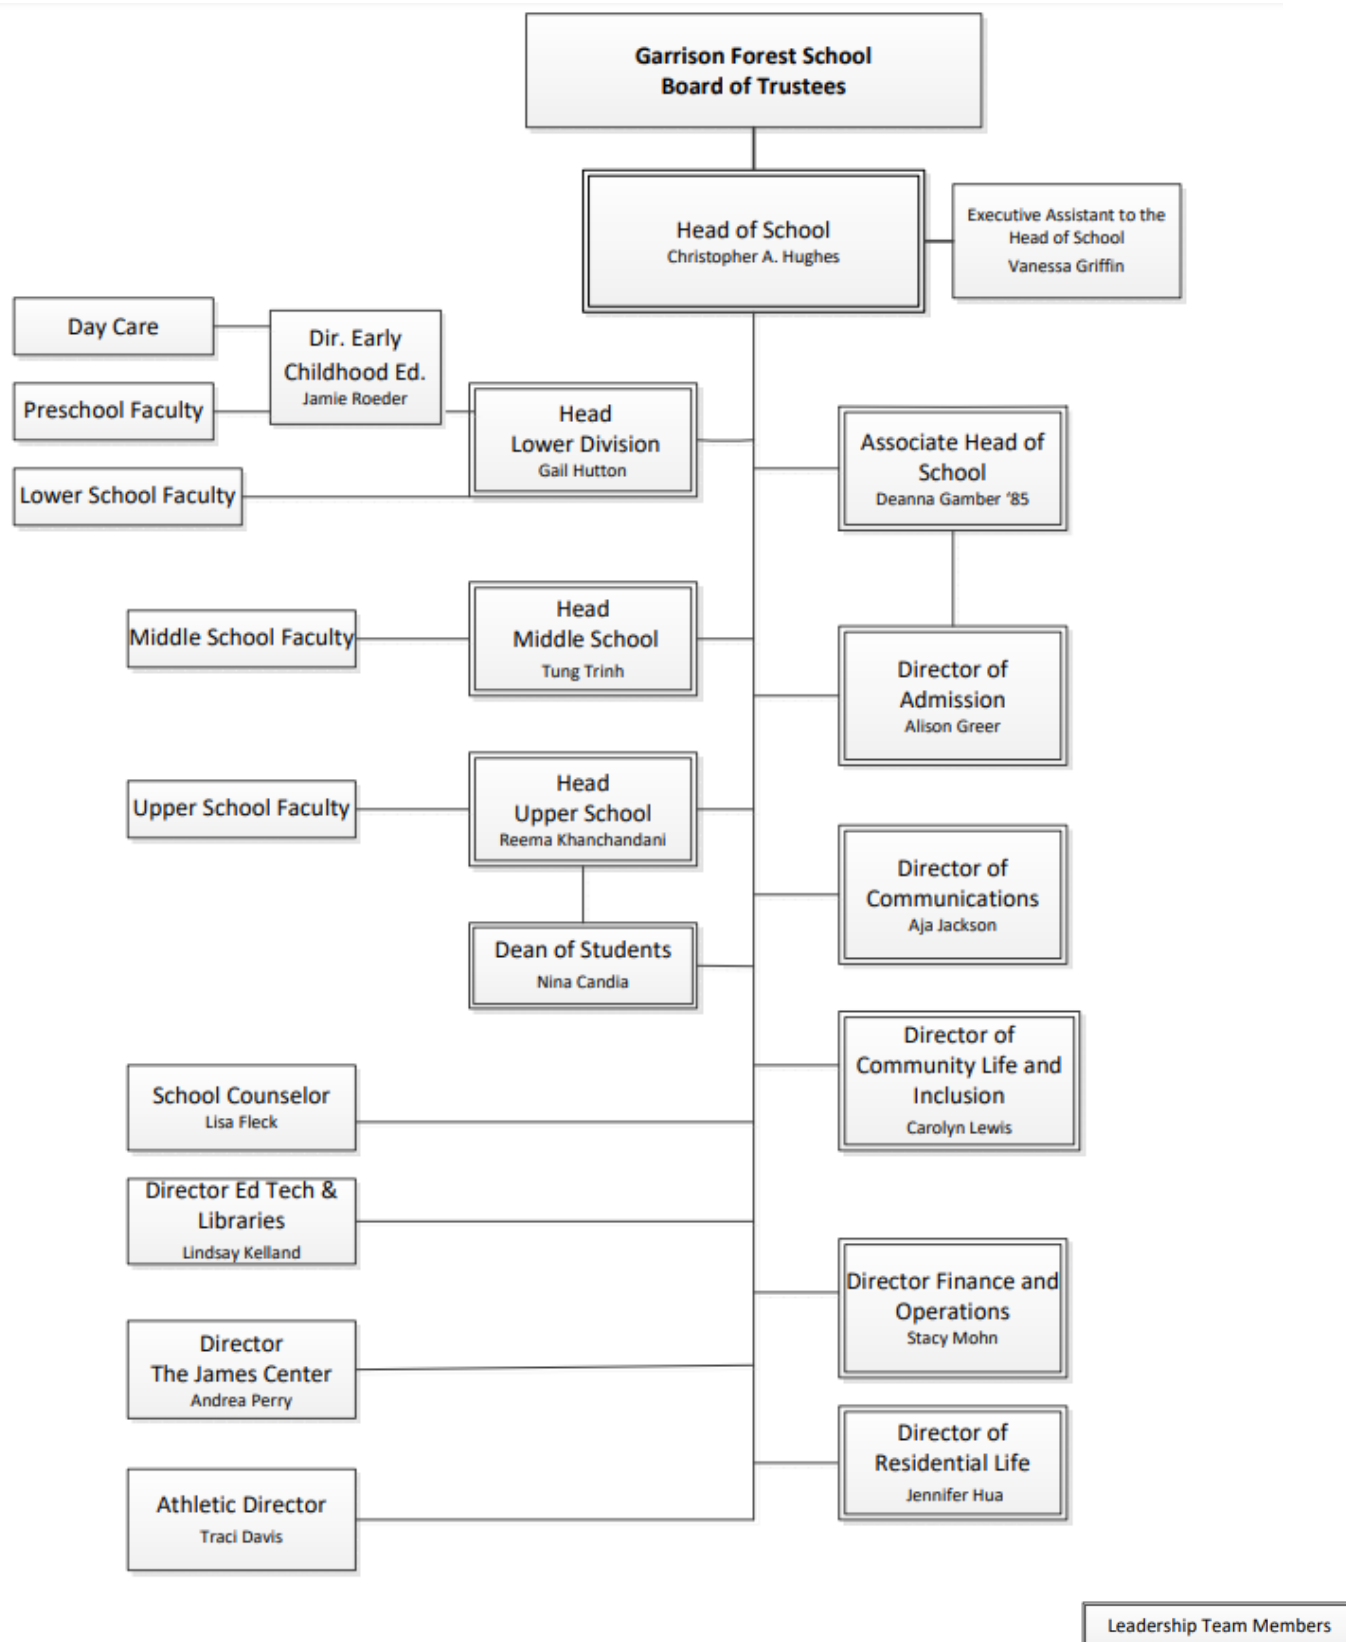 Garrison Forest School
Board of Trustees
Head of School
Christopher A. Hughes
Executive Assistant to the
Head of School
Vanessa Griffin
Day Care
Dir. Early
Childhood Ed.
Jamie Roeder
Preschool Faculty
Head
Lower Division
Gail Hutton
Associate Head of
School
Deanna Gamber ‘85
Lower School Faculty
Middle School Faculty
Head
Middle School
Tung Trinh
Director of
Admission
Alison Greer
Upper School Faculty
Head
Upper School
Reema Khanchandani
Director of
Communications
Aja Jackson
Dean of Students
Nina Candia
Director of
Community Life and
Inclusion
Carolyn Lewis
School Counselor
Lisa Fleck
Director Ed Tech &
Libraries
Lindsay Kelland
Director Finance and
Operations
Stacy Mohn
Director
The James Center
Andrea Perry
Director of
Residential Life
Jennifer Hua
Athletic Director
Traci Davis
Leadership Team Members